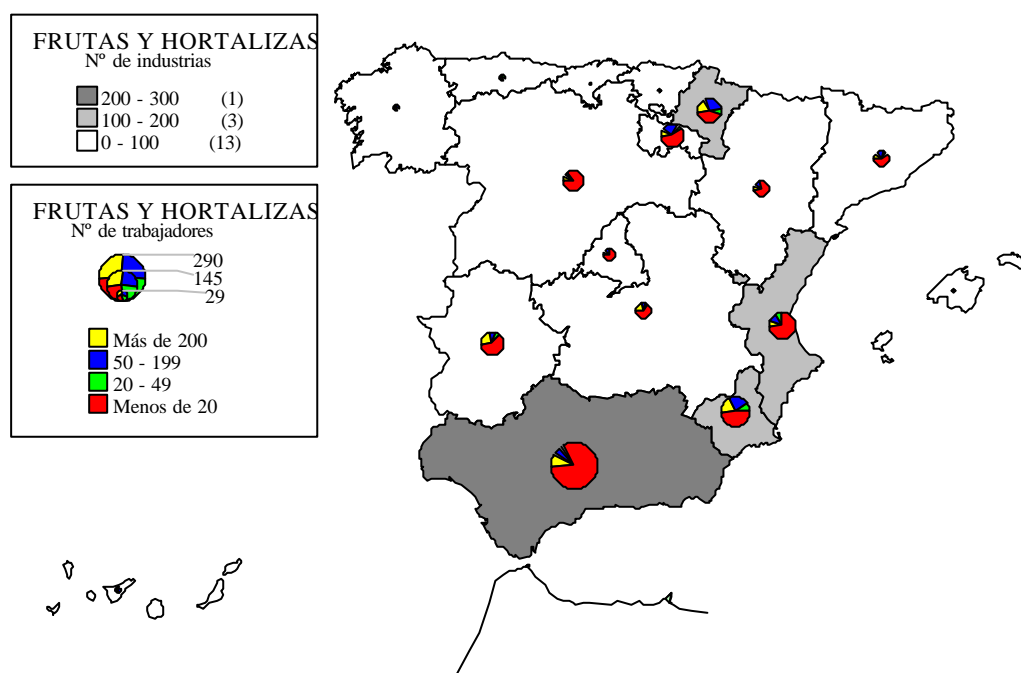 FRUTAS Y HORTALIZAS
Nº de industrias
200 - 300 (1)
100 - 200 (3)
0 - 100 (13)
FRUTAS Y HORTALIZAS
Nº de trabajadores
290
145
29
Más de 200
50 - 199
20 - 49
Menos de 20